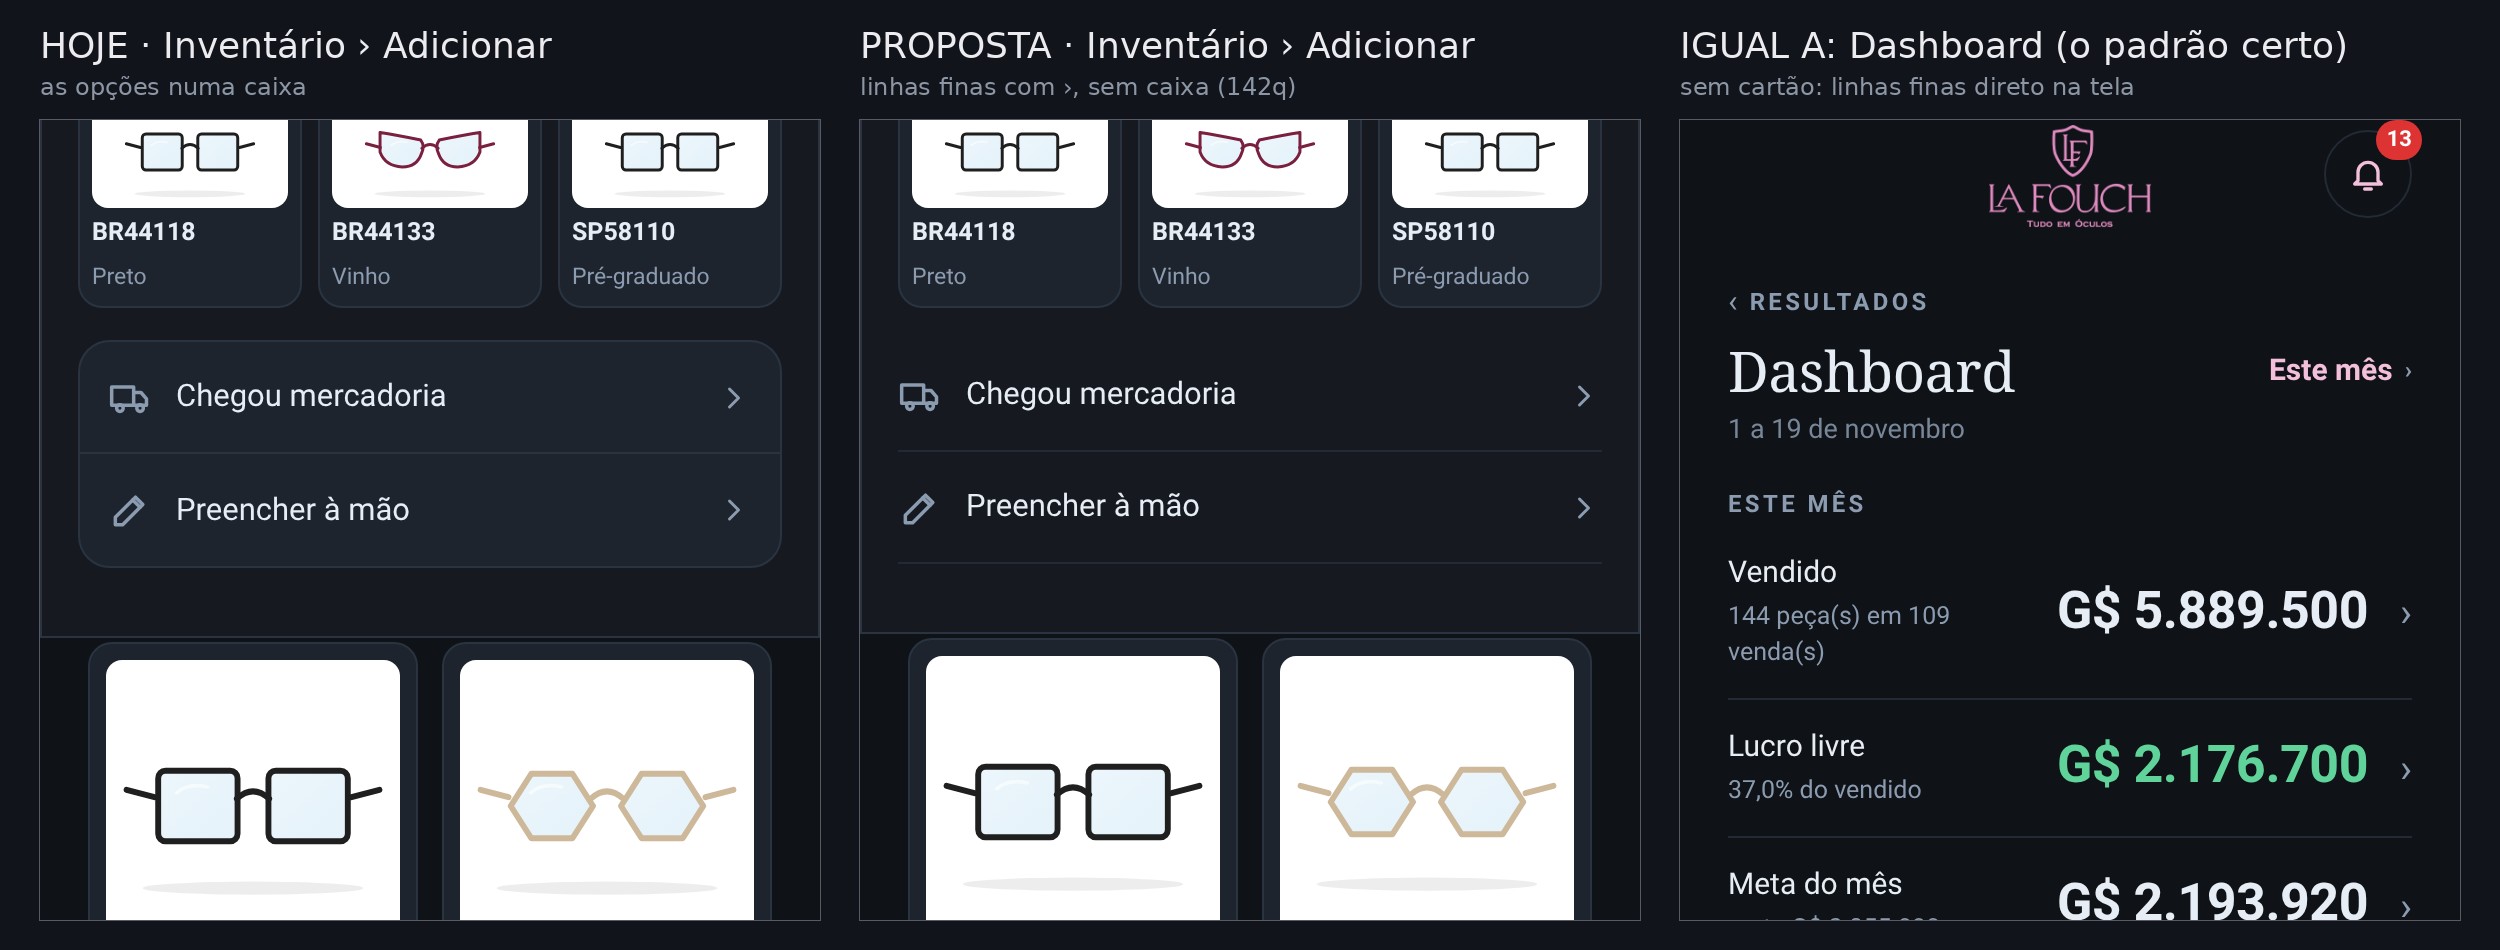 HOJE · Inventário › Adicionar
as opções numa caixa
BR44118
BR44133
SP58110
Preto
Vinho
Pré-graduado
Chegou mercadoria
Preencher à mão
PROPOSTA · Inventário › Adicionar
linhas finas com ›, sem caixa (142q)
BR44118
BR44133
SP58110
Preto
Vinho
Pré-graduado
Chegou mercadoria
Preencher à mão
IGUAL A: Dashboard (o padrão certo)
sem cartão: linhas finas direto na tela
LF
LA FOUCH
TUDO EM ÓCULOS
13
‹ RESULTADOS
Dashboard
Este mês ›
1 a 19 de novembro
ESTE MÊS
Vendido
144 peça(s) em 109
venda(s)
G$ 5.889.500 ›
Lucro livre
37,0% do vendido
G$ 2.176.700 ›
Meta do mês
G$ 2.193.920 ›